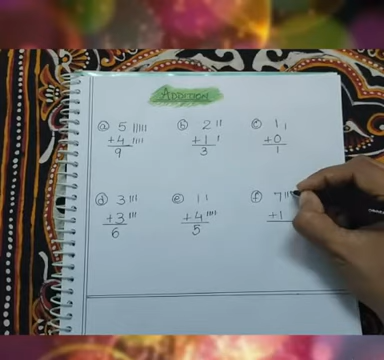 ADDITION
ⓐ 5 ||||| ⓑ 2 || ⓒ 1 |
+4 |||| +1 | +0
9 3 1
ⓓ 3 ||| ⓔ 1 | ⓕ 7 |||
+3 ||| +4 |||| +1
6 5